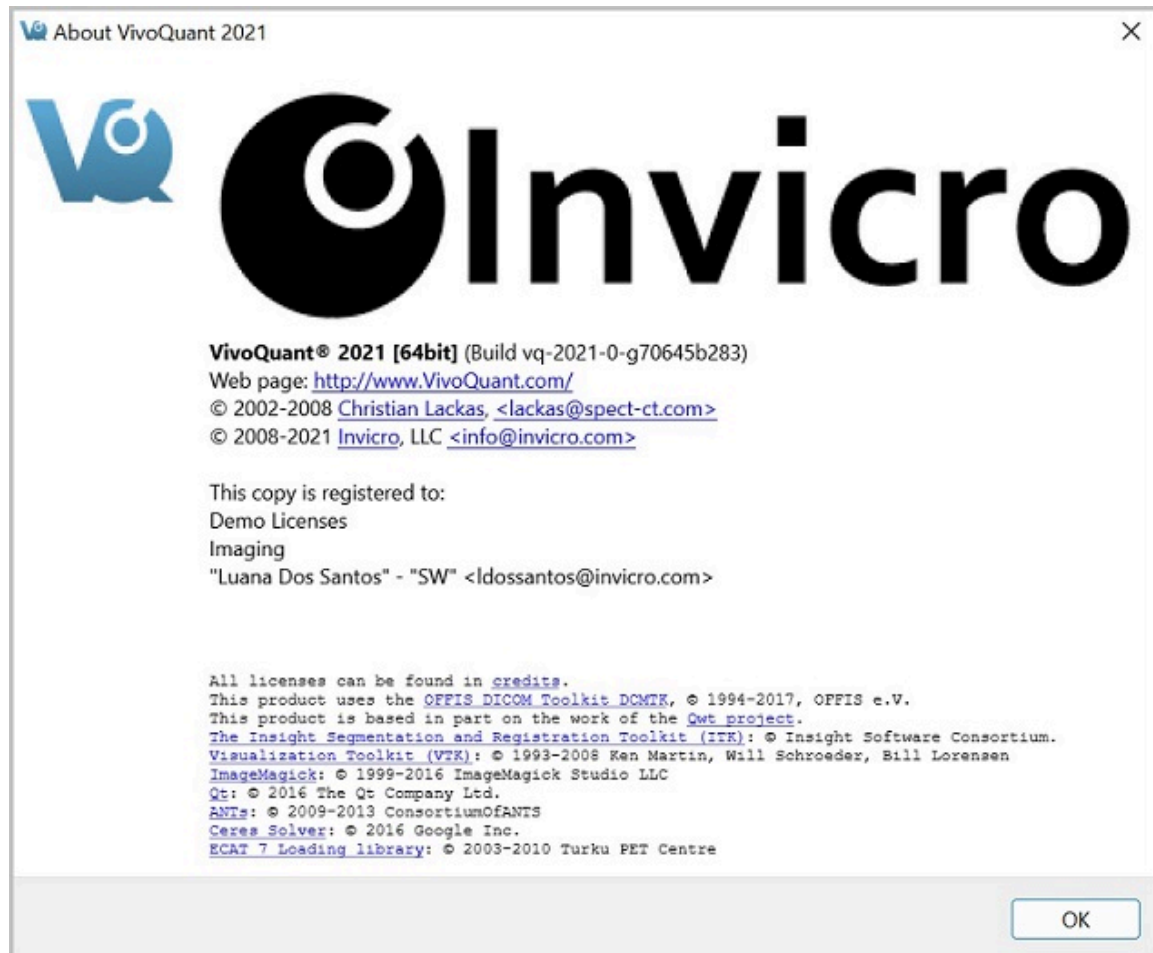 VQ About VivoQuant 2021
VQ Invicro
VivoQuant® 2021 [64bit] (Build vq-2021-0-g70645b283)
Web page: http://www.VivoQuant.com/
© 2002-2008 Christian Lackas, <lackas@spect-ct.com>
© 2008-2021 Invicro, LLC <info@invicro.com>
This copy is registered to:
Demo Licenses
Imaging
"Luana Dos Santos" - "SW" <ldossantos@invicro.com>
All licenses can be found in credits.
This product uses the OFFIS DICOM Toolkit DCMTK, © 1994-2017, OFFIS e.V.
This product is based in part on the work of the Qwt project.
The Insight Segmentation and Registration Toolkit (ITK): © Insight Software Consortium.
Visualization Toolkit (VTK): © 1993-2008 Ken Martin, Will Schroeder, Bill Lorensen
ImageMagick: © 1999-2016 ImageMagick Studio LLC
Qt: © 2016 The Qt Company Ltd.
ANTs: © 2009-2013 ConsortiumOfANTS
Ceres Solver: © 2016 Google Inc.
ECAT 7 Loading library: © 2003-2010 Turku PET Centre
OK